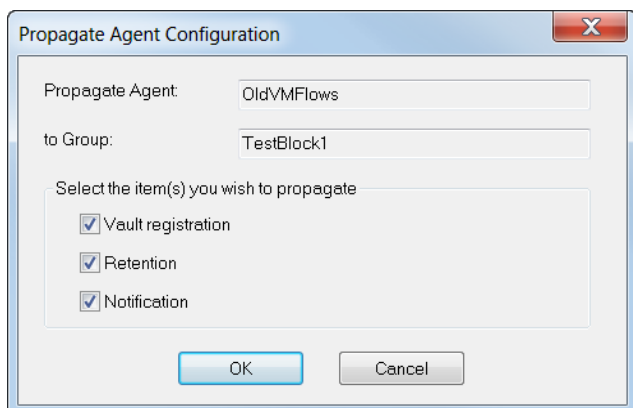 Propagate Agent Configuration
Propagate Agent: OldVMFlows
to Group: TestBlock1
Select the item(s) you wish to propagate
Vault registration
Retention
Notification
OK Cancel